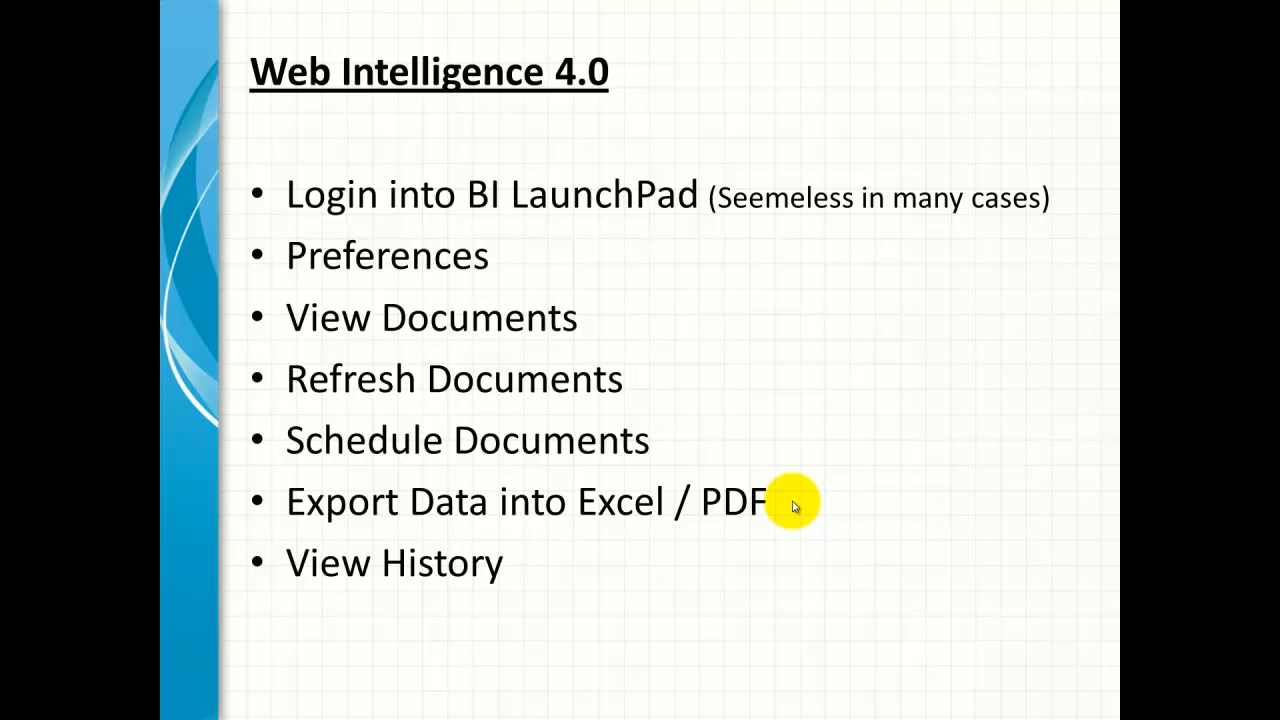 Web Intelligence 4.0
• Login into BI LaunchPad (Seemeless in many cases)
• Preferences
• View Documents
• Refresh Documents
• Schedule Documents
• Export Data into Excel / PDF
• View History